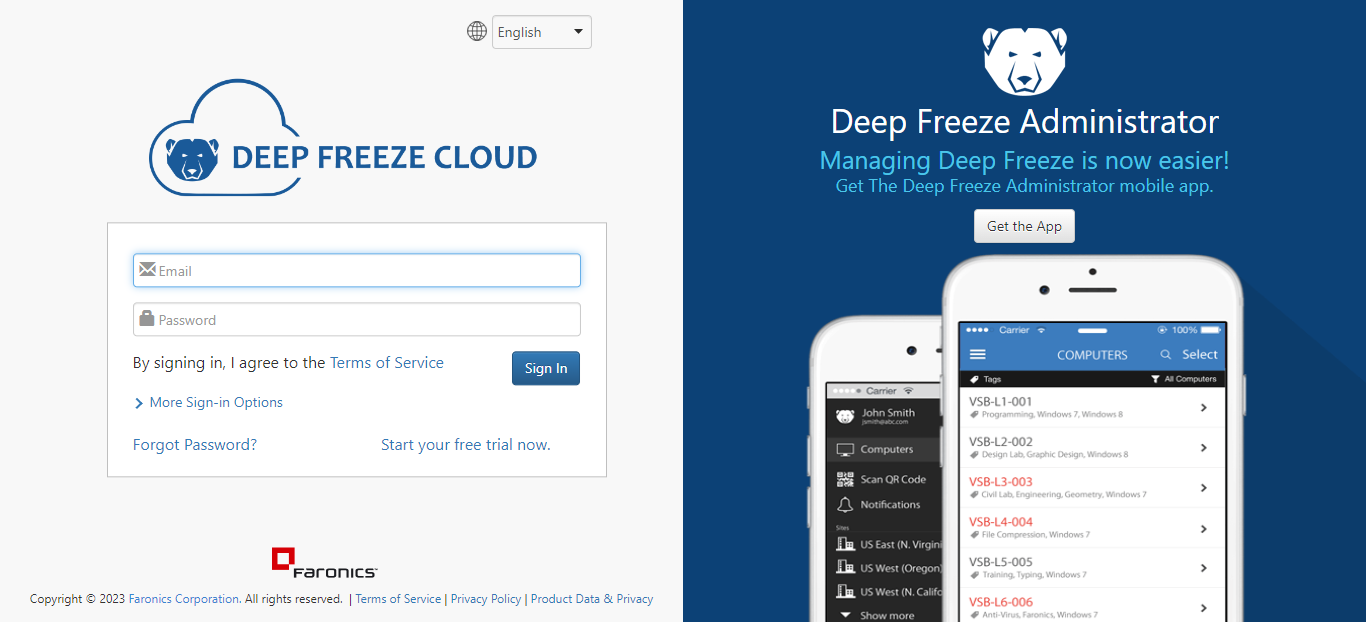 English
DEEP FREEZE CLOUD
Email
Password
By signing in, I agree to the Terms of Service
Sign In
More Sign-in Options
Forgot Password?
Start your free trial now.
FARONICS
Copyright © 2023 Faronics Corporation. All rights reserved. | Terms of Service | Privacy Policy | Product Data & Privacy
Deep Freeze Administrator
Managing Deep Freeze is now easier!
Get The Deep Freeze Administrator mobile app.
Get the App
Carrier
John Smith
jsmith@abc.com
Computers
Scan QR Code
Notifications
Sites
US East (N. Virgini
US West (Oregon)
US West (N. Califo
Show more
Carrier 100%
COMPUTERS Select
Tags All Computers
VSB-L1-001
Programming, Windows 7, Windows 8
VSB-L2-002
Design Lab, Graphic Design, Windows 8
VSB-L3-003
Civil Lab, Engineering, Geometry, Windows 7
VSB-L4-004
File Compression, Windows 7
VSB-L5-005
Training, Typing, Windows 7
VSB-L6-006
Anti-Virus, Faronics, Windows 7